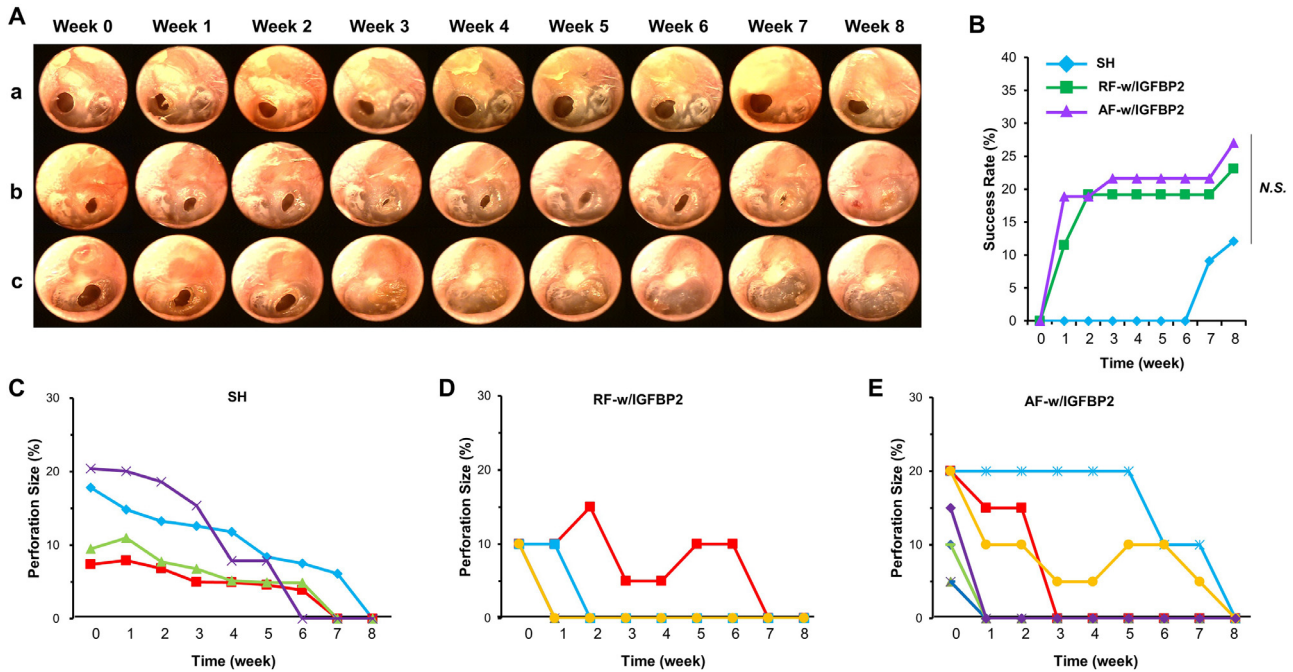 A
Week 0 Week 1 Week 2 Week 3 Week 4 Week 5 Week 6 Week 7 Week 8
a
b
c
B
SH
RF-w/IGFBP2
AF-w/IGFBP2
Success Rate (%)
40
35
30
25
20
15
10
5
0
N.S.
0 1 2 3 4 5 6 7 8
Time (week)
C
SH
Perforation Size (%)
30
20
10
0
0 1 2 3 4 5 6 7 8
Time (week)
D
RF-w/IGFBP2
Perforation Size (%)
30
20
10
0
0 1 2 3 4 5 6 7 8
Time (week)
E
AF-w/IGFBP2
Perforation Size (%)
30
20
10
0
0 1 2 3 4 5 6 7 8
Time (week)